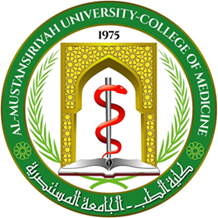 AL-MUSTANSIRIYAH UNIVERSITY-COLLEGE OF MEDICINE
1975
كلية الطب - الجامعة المستنصرية